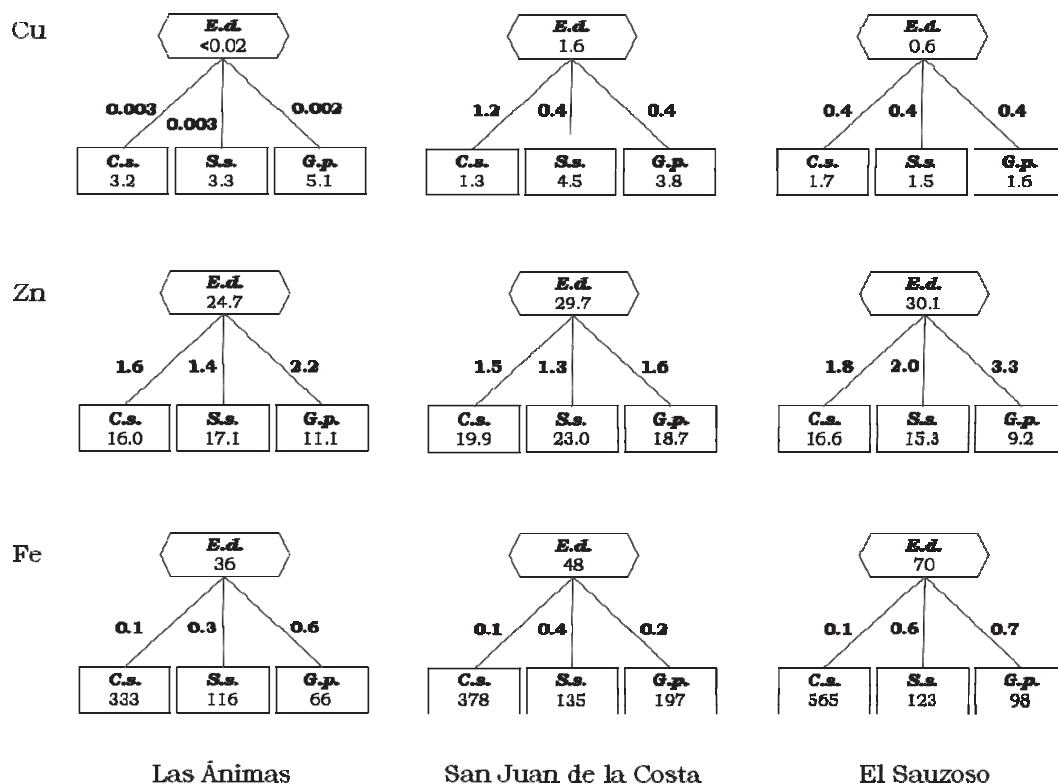 Cu
E.d. E.d. E.d.
<0.02 1.6 0.6
0.003 0.003 0.002 1.2 0.4 0.4 0.4 0.4 0.4
C.s. S.s. G.p. C.s. S.s. G.p. C.s. S.s. G.p.
3.2 3.3 5.1 1.3 4.5 3.8 1.7 1.5 1.6
Zn
E.d. E.d. E.d.
24.7 29.7 30.1
1.6 1.4 2.2 1.5 1.3 1.6 1.8 2.0 3.3
C.s. S.s. G.p. C.s. S.s. G.p. C.s. S.s. G.p.
16.0 17.1 11.1 19.9 23.0 18.7 16.6 15.3 9.2
Fe
E.d. E.d. E.d.
36 48 70
0.1 0.3 0.6 0.1 0.4 0.2 0.1 0.6 0.7
C.s. S.s. G.p. C.s. S.s. G.p. C.s. S.s. G.p.
333 116 66 378 135 197 565 123 98
Las Ánimas San Juan de la Costa El Sauzoso